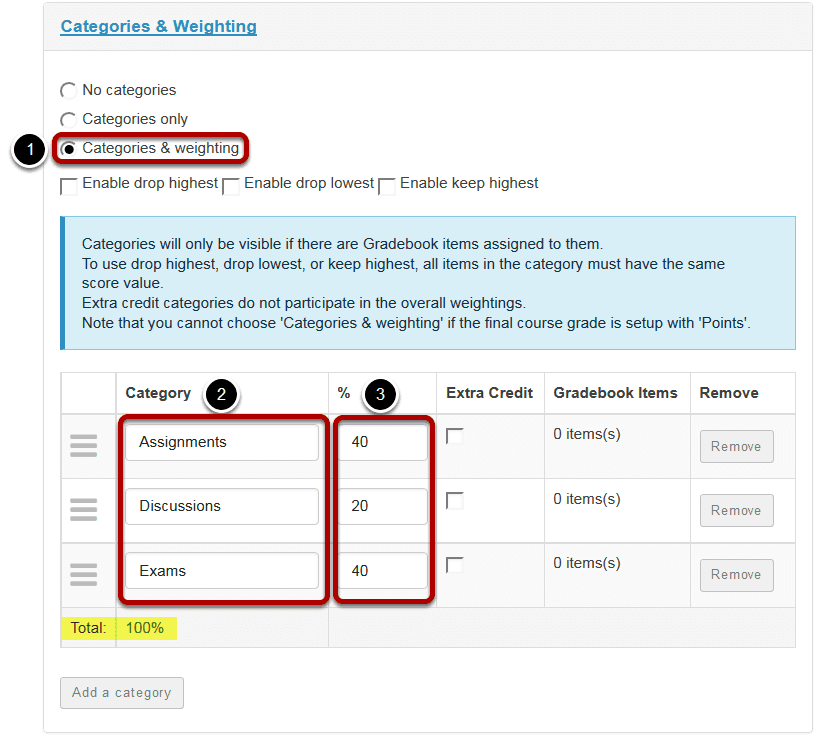 Categories & Weighting
No categories
Categories only
1 Categories & weighting
Enable drop highest Enable drop lowest Enable keep highest
Categories will only be visible if there are Gradebook items assigned to them.
To use drop highest, drop lowest, or keep highest, all items in the category must have the same
score value.
Extra credit categories do not participate in the overall weightings.
Note that you cannot choose 'Categories & weighting' if the final course grade is setup with 'Points'.
Category 2 % 3 Extra Credit Gradebook Items Remove
Assignments 40 0 items(s) Remove
Discussions 20 0 items(s) Remove
Exams 40 0 items(s) Remove
Total: 100%
Add a category